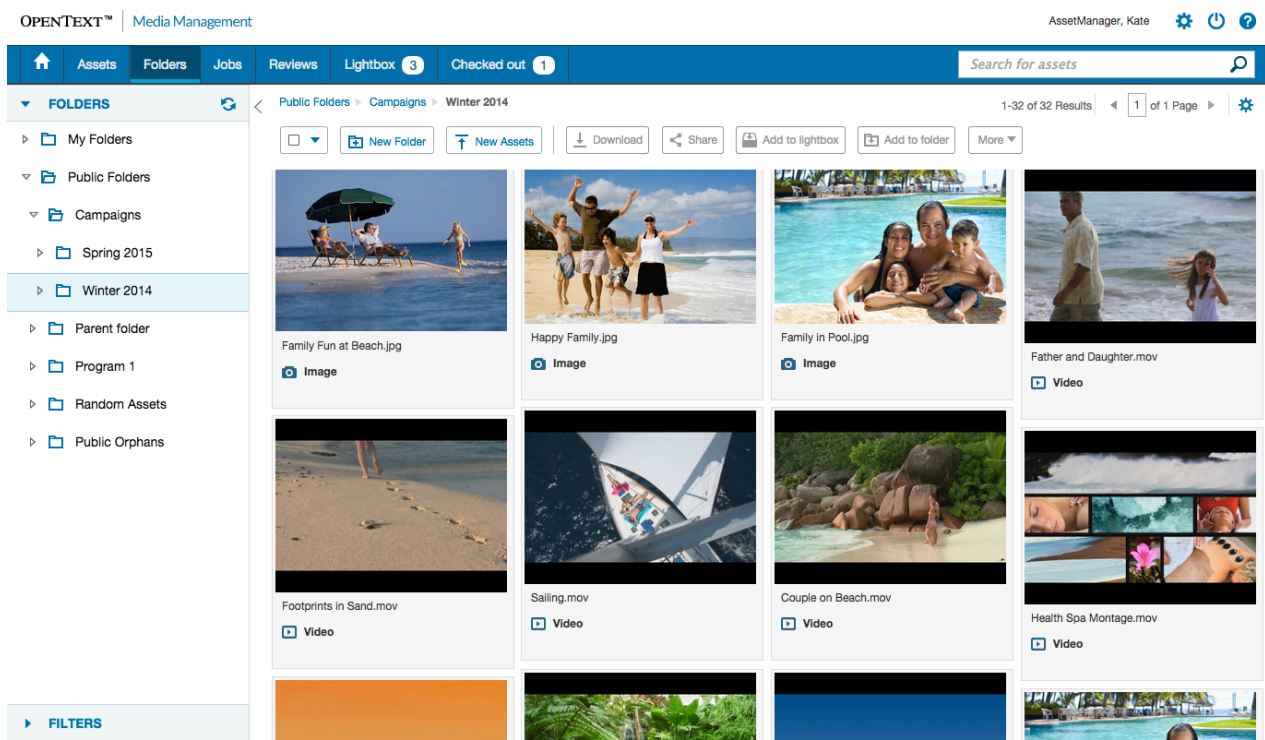 OPENTEXT™ Media Management
AssetManager, Kate
Assets Folders Jobs Reviews Lightbox 3 Checked out 1
Search for assets
FOLDERS
My Folders
Public Folders
Campaigns
Spring 2015
Winter 2014
Parent folder
Program 1
Random Assets
Public Orphans
FILTERS
Public Folders Campaigns Winter 2014
1-32 of 32 Results 1 of 1 Page
New Folder New Assets Download Share Add to lightbox Add to folder More
Family Fun at Beach.jpg
Image
Happy Family.jpg
Image
Family in Pool.jpg
Image
Father and Daughter.mov
Video
Footprints in Sand.mov
Video
Sailing.mov
Video
Couple on Beach.mov
Video
Health Spa Montage.mov
Video